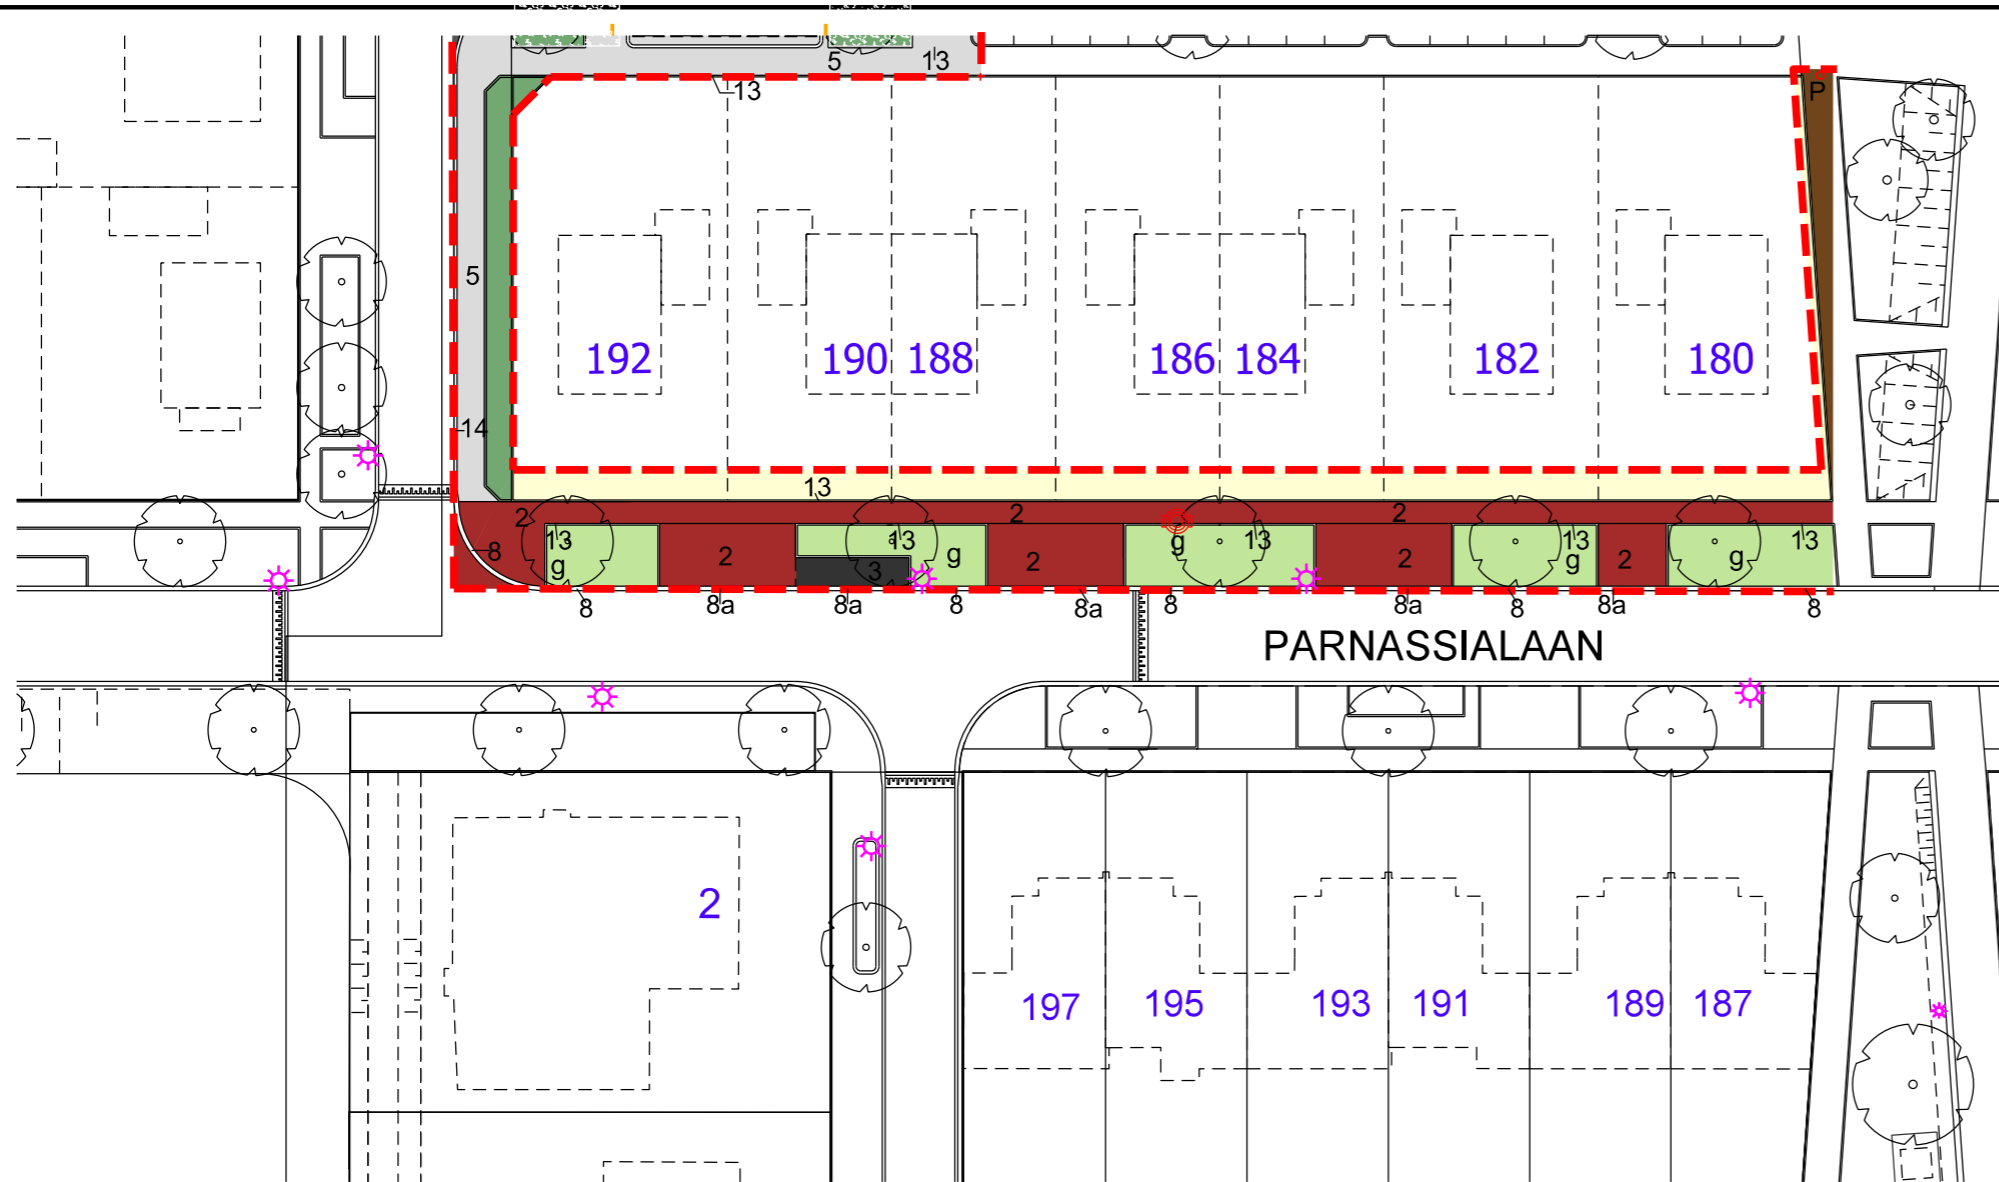 5 13
13 P
5
192 190 188 186 184 182 180
14
13
2 2 2
13 13 g 13 13 13
8 2 g 2 2 g 2 g
g 3
8 8a 8a 8 8a 8 8a 8 8a 8
PARNASSIALAAN
2
197 195 193 191 189 187